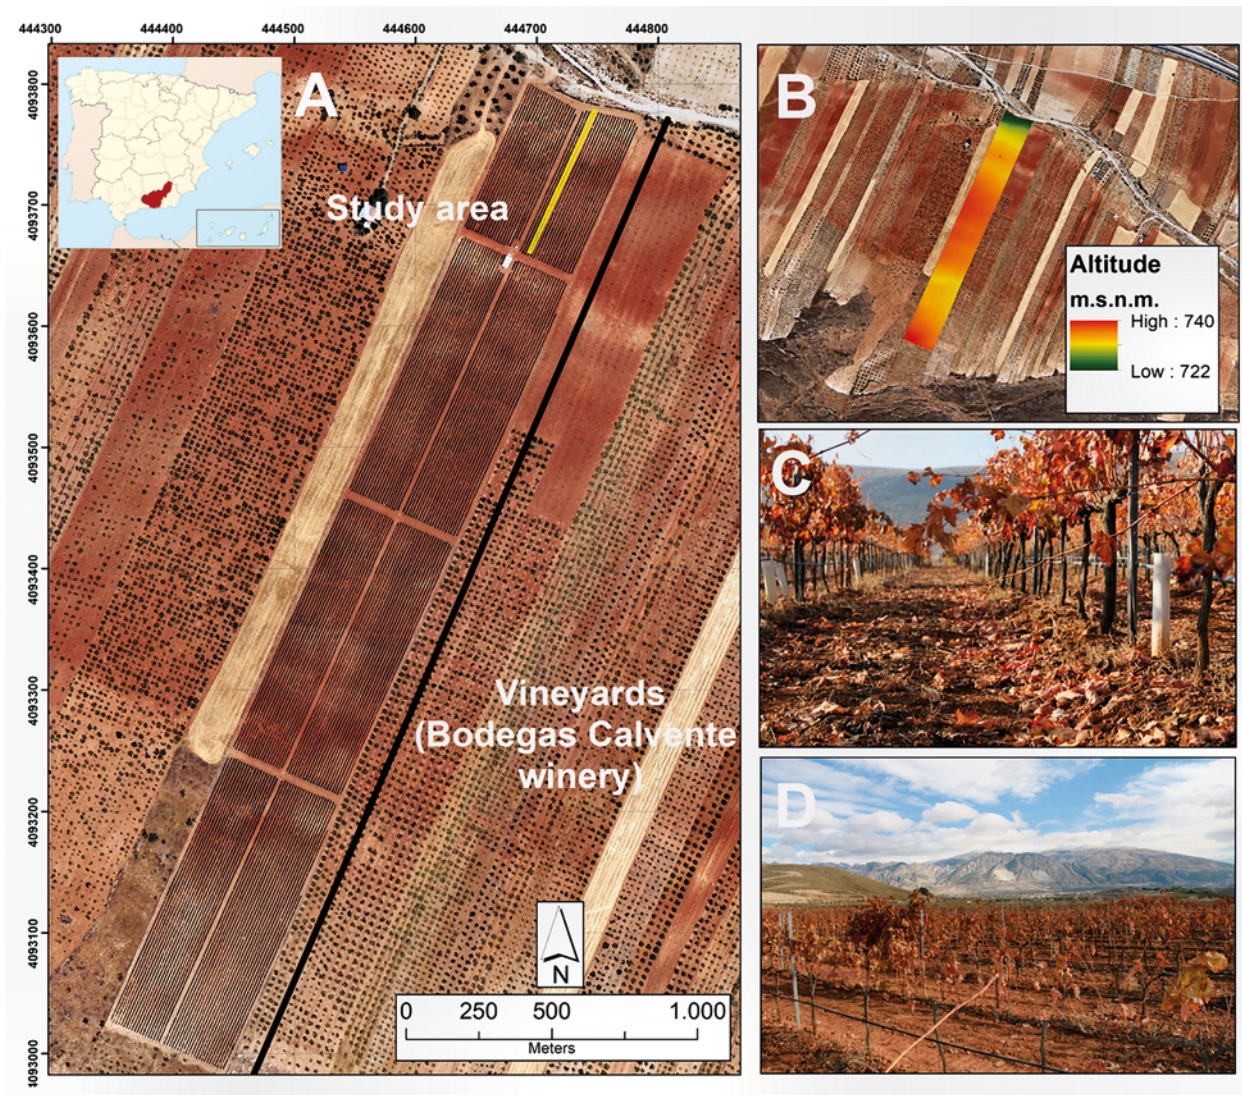 444300
444400
444500
444600
444700
444800
4093800
4093700
4093600
4093500
4093400
4093300
4093200
4093100
4093000
A
Study area
Vineyards
(Bodegas Calvente
winery)
N
0 250 500 1.000
Meters
B
Altitude
m.s.n.m.
High : 740
Low : 722
C
D